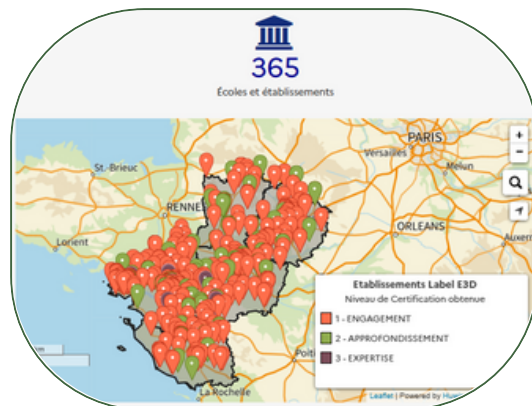 365
Écoles et établissements
PARIS
Versailles
Melun
St.-Brieuc
RENNES
Lorient
ORLEANS
Auxerre
Etablissements Label E3D
Niveau de Certification obtenue
1 - ENGAGEMENT
2 - APPROFONDISSEMENT
3 - EXPERTISE
La Rochelle
Leaflet | Powered by